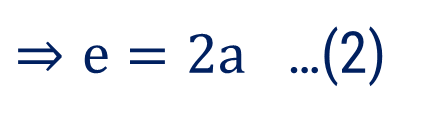 ⇒ e = 2a ...(2)